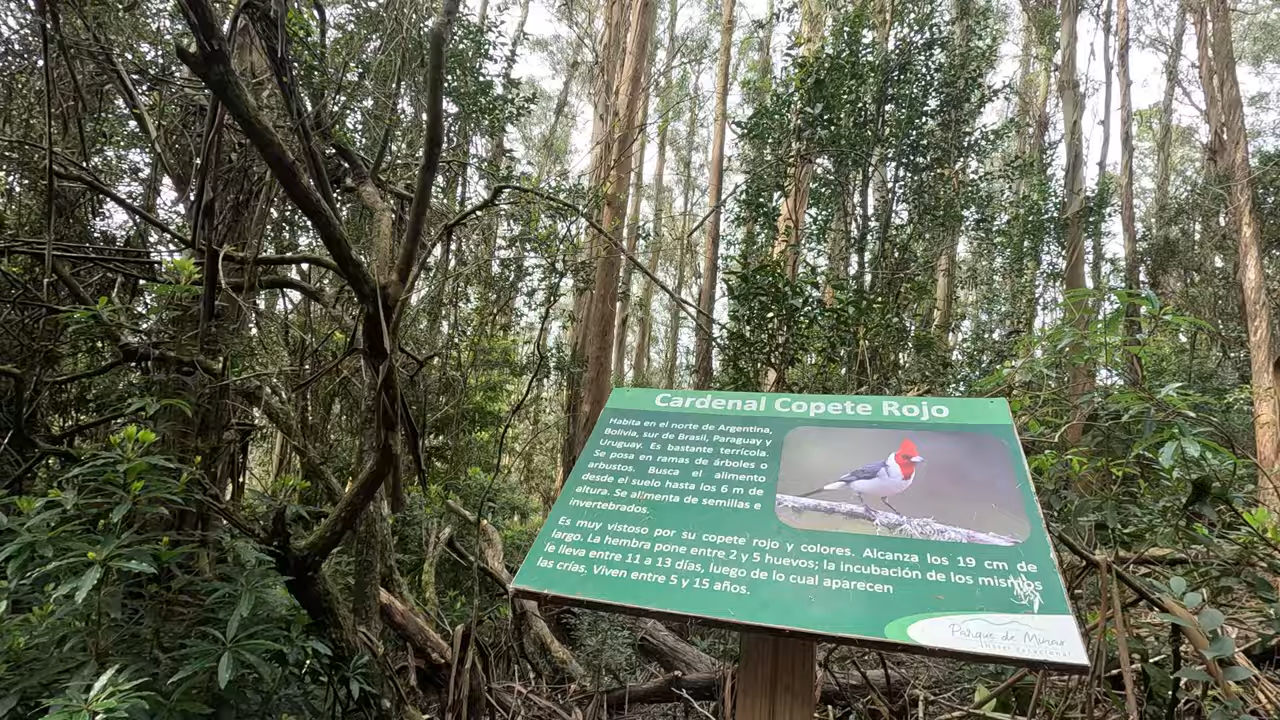 Cardenal Copete Rojo
Habita en el norte de Argentina,
Bolivia, sur de Brasil, Paraguay y
Uruguay. Es bastante terrícola.
Se posa en ramas de árboles o
arbustos. Busca el alimento
desde el suelo hasta los 6 m de
altura. Se alimenta de semillas e
invertebrados.
Es muy vistoso por su copete rojo y colores. Alcanza los 19 cm de
largo. La hembra pone entre 2 y 5 huevos; la incubación de los mismos
le lleva entre 11 a 13 días, luego de lo cual aparecen
las crías. Viven entre 5 y 15 años.
Parque de
hotel estacional